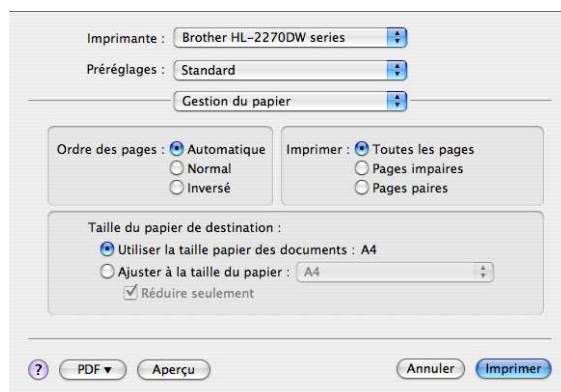 Imprimante : Brother HL-2270DW series
Préréglages : Standard
Gestion du papier
Ordre des pages : Automatique
Normal
Inversé
Imprimer : Toutes les pages
Pages impaires
Pages paires
Taille du papier de destination :
Utiliser la taille papier des documents : A4
Ajuster à la taille du papier : A4
Réduire seulement
? PDF ▼ Aperçu Annuler Imprimer